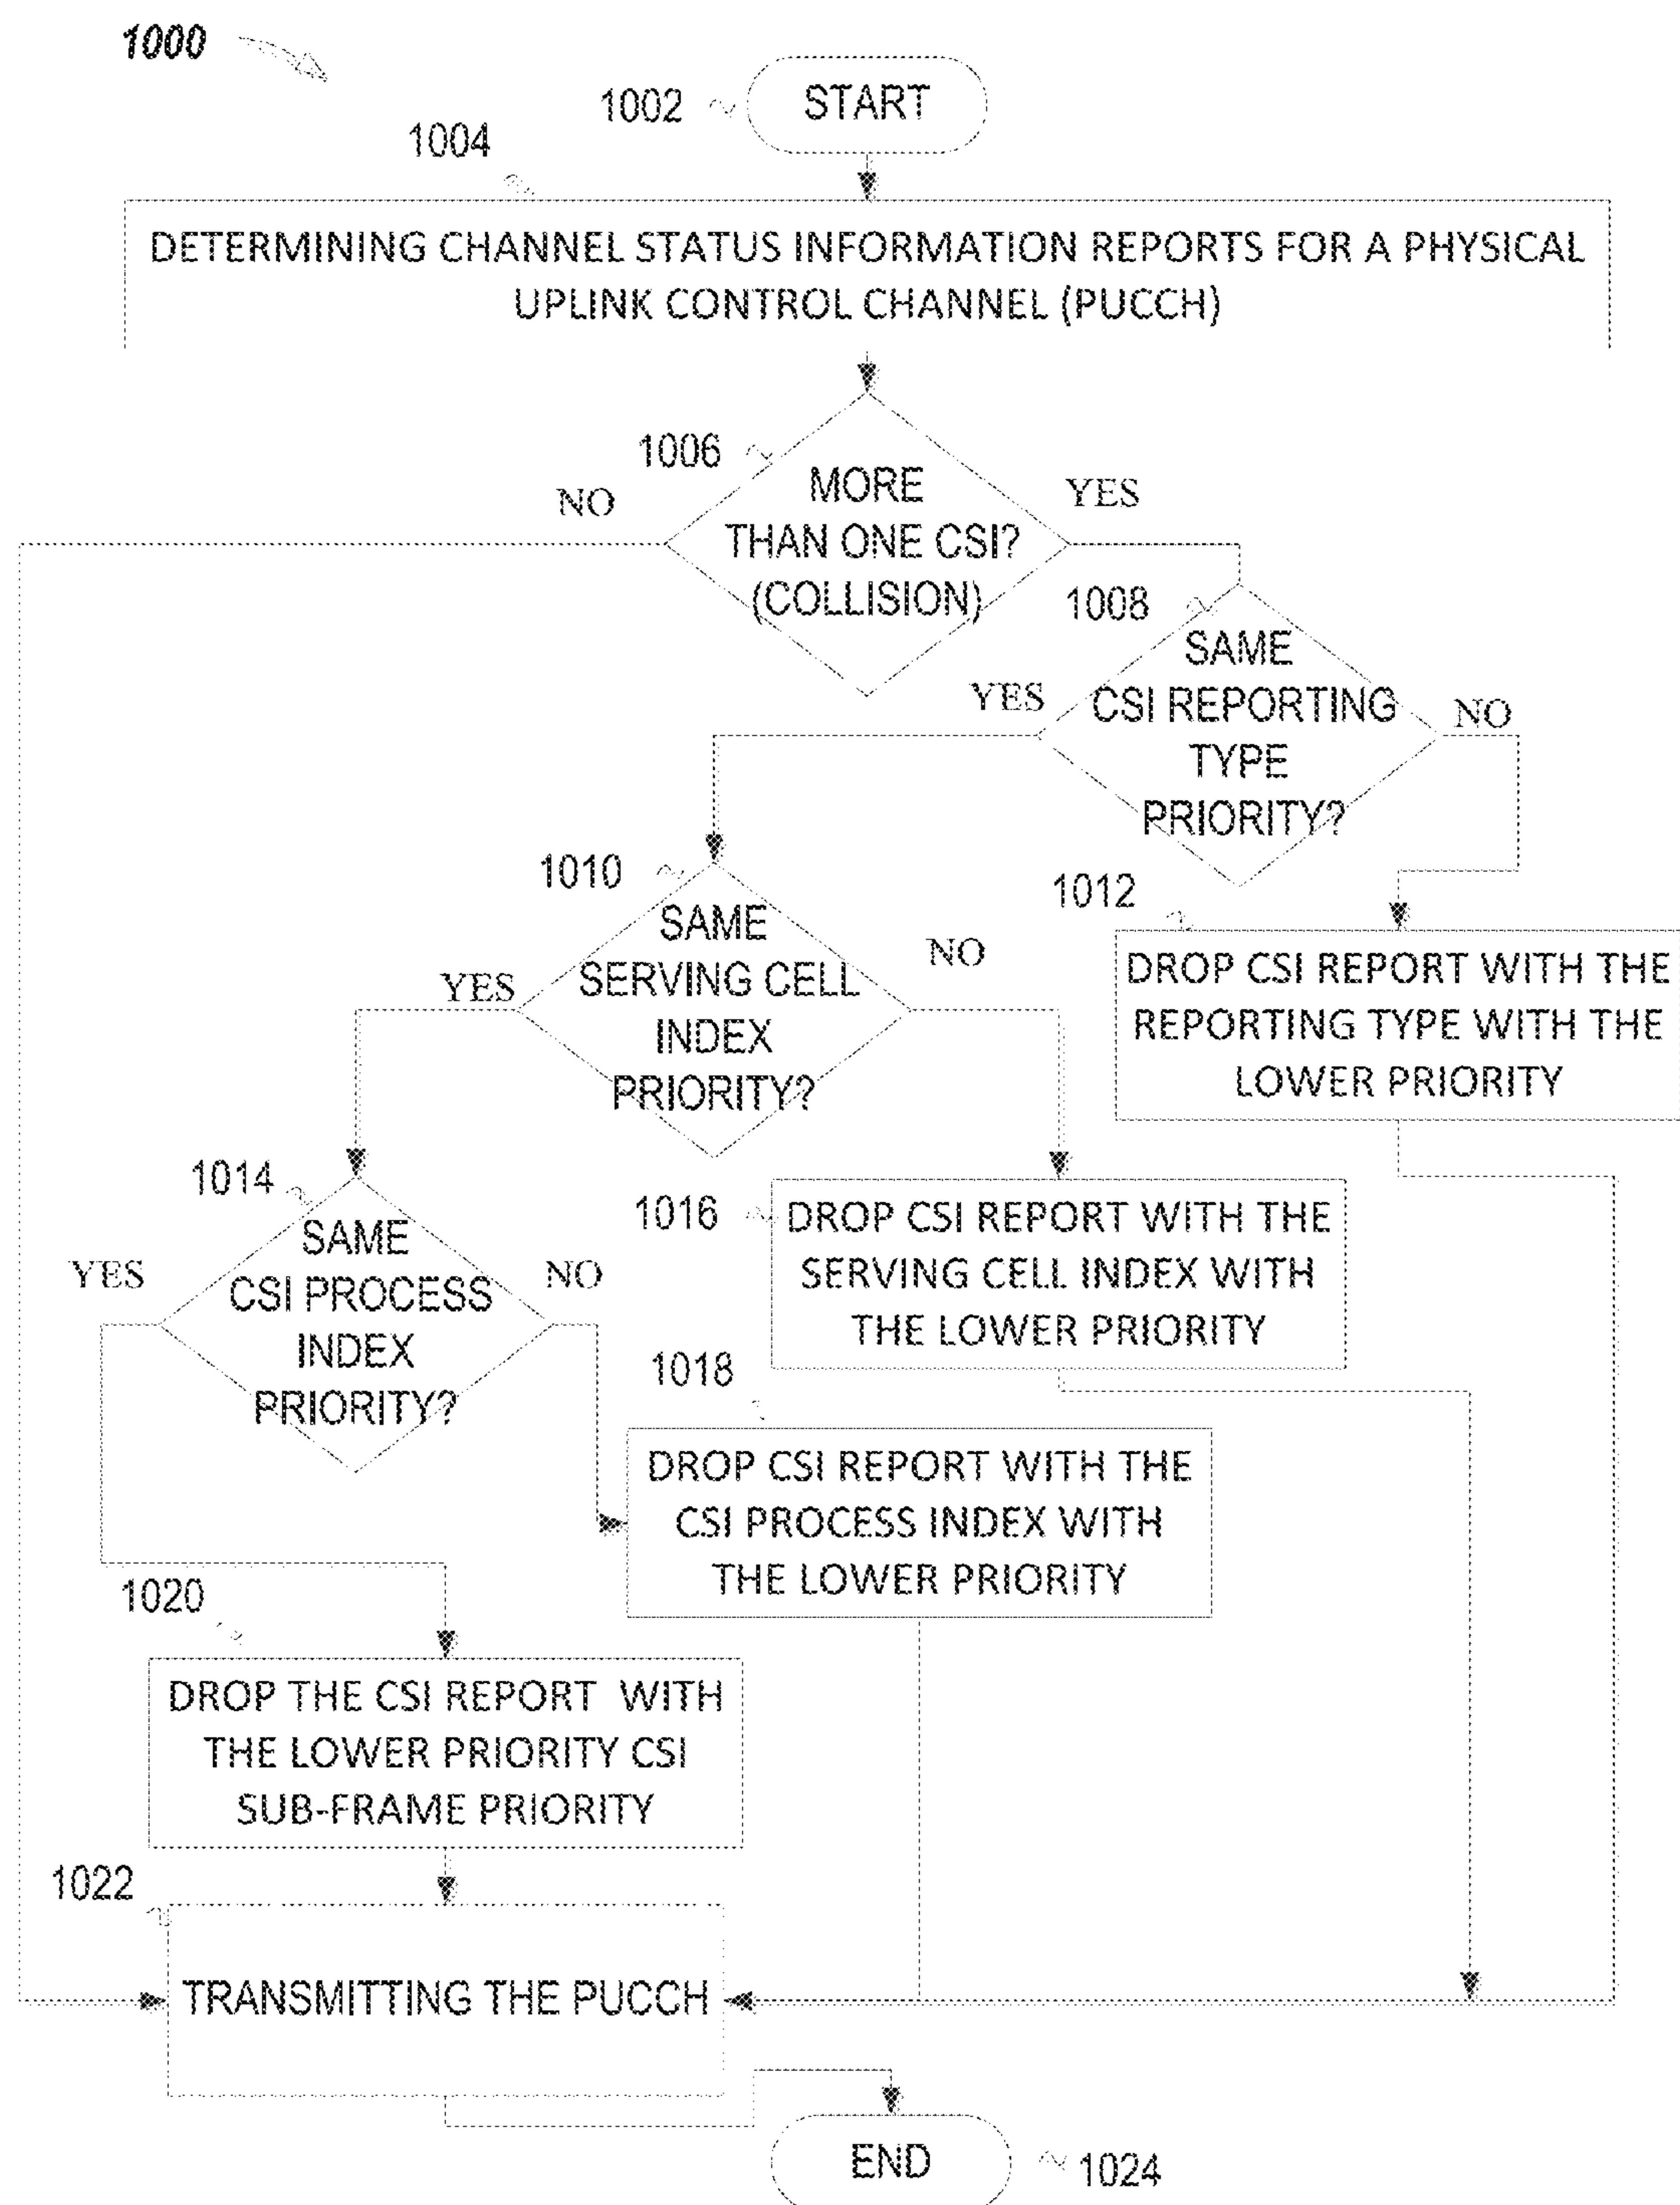 1000
1002
START
1004
DETERMINING CHANNEL STATUS INFORMATION REPORTS FOR A PHYSICAL
UPLINK CONTROL CHANNEL (PUCCH)
1006
NO
YES
MORE
THAN ONE CSI?
(COLLISION)
1008
SAME
CSI REPORTING
TYPE
PRIORITY?
YES
NO
1010
SAME
SERVING CELL
INDEX
PRIORITY?
YES
NO
1012
DROP CSI REPORT WITH THE
REPORTING TYPE WITH THE
LOWER PRIORITY
1014
SAME
CSI PROCESS
INDEX
PRIORITY?
YES
NO
1016
DROP CSI REPORT WITH THE
SERVING CELL INDEX WITH
THE LOWER PRIORITY
1018
DROP CSI REPORT WITH THE
CSI PROCESS INDEX WITH
THE LOWER PRIORITY
1020
DROP THE CSI REPORT WITH
THE LOWER PRIORITY CSI
SUB-FRAME PRIORITY
1022
TRANSMITTING THE PUCCH
END
1024